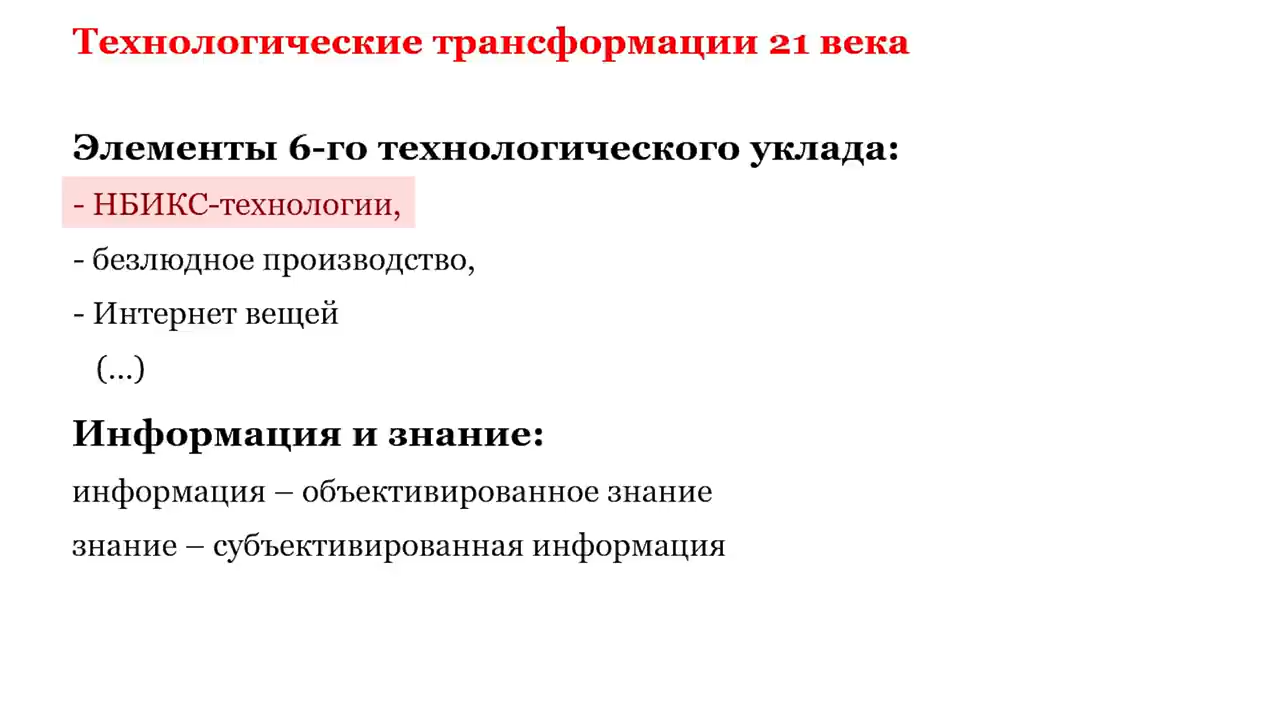 Технологические трансформации 21 века
Элементы 6-го технологического уклада:
- НБИКС-технологии,
- безлюдное производство,
- Интернет вещей
(...)
Информация и знание:
информация – объективированное знание
знание – субъективированная информация